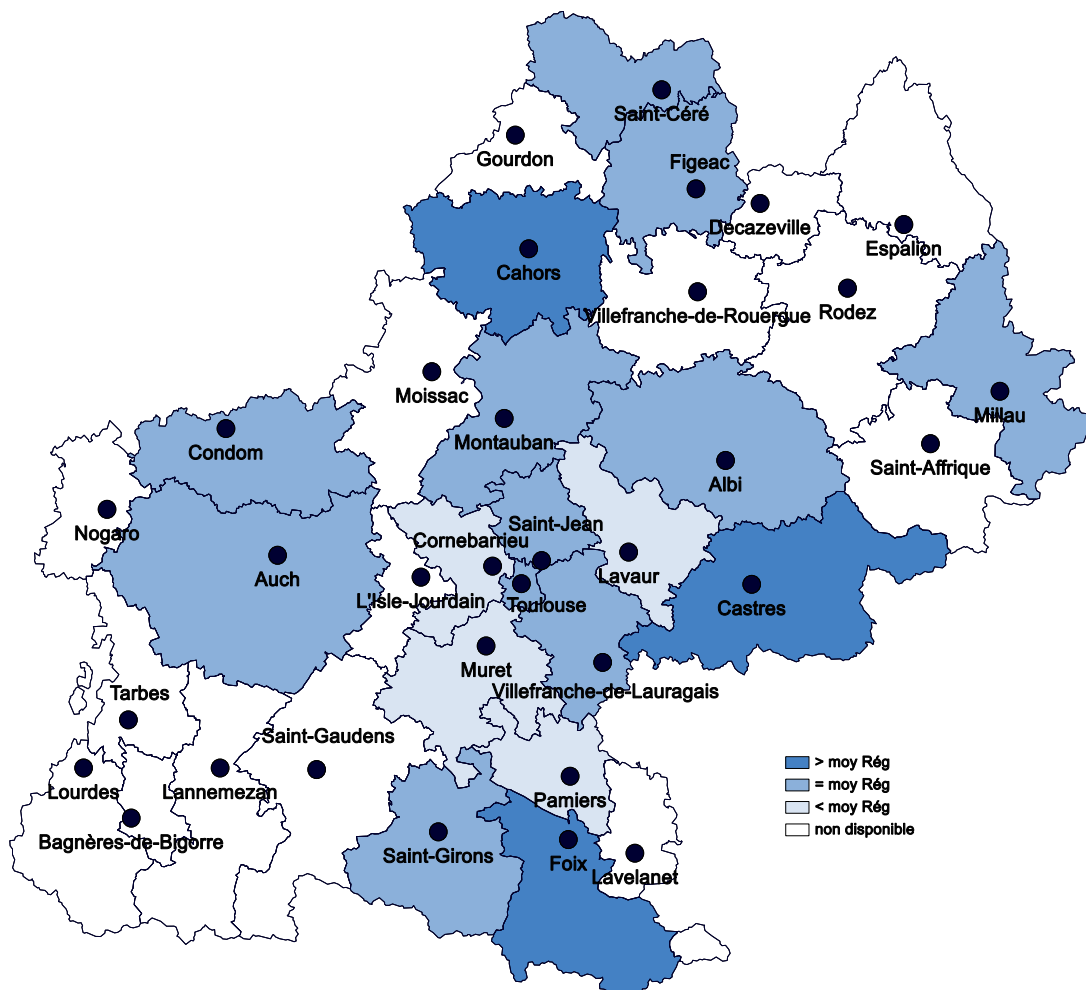 Saint-Céré
Gourdon
Figeac
Decazeville
Espalion
Cahors
Villefranche-de-Rouergue
Rodez
Moissac
Millau
Montauban
Condom
Saint-Affrique
Albi
Nogaro
Saint-Jean
Cornebarrieu
Auch
Lavaur
L'Isle-Jourdain
Toulouse
Castres
Muret
Villefranche-de-Lauragais
Tarbes
Saint-Gaudens
Lourdes
Lannemezan
Pamiers
Bagnères-de-Bigorre
Saint-Girons
Foix
Lavelanet
> moy Rég
= moy Rég
< moy Rég
non disponible